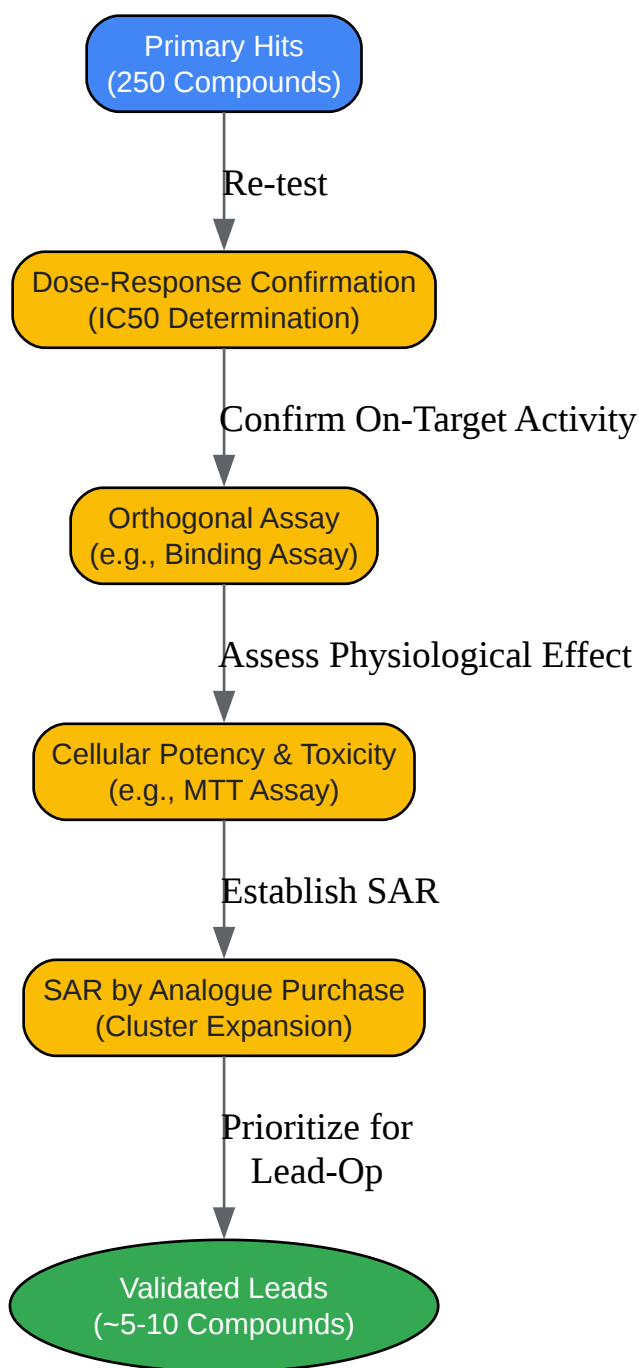 Primary Hits
(250 Compounds)
Re-test
Dose-Response Confirmation
(IC50 Determination)
Confirm On-Target Activity
Orthogonal Assay
(e.g., Binding Assay)
Assess Physiological Effect
Cellular Potency & Toxicity
(e.g., MTT Assay)
Establish SAR
SAR by Analogue Purchase
(Cluster Expansion)
Prioritize for
Lead-Op
Validated Leads
(~5-10 Compounds)